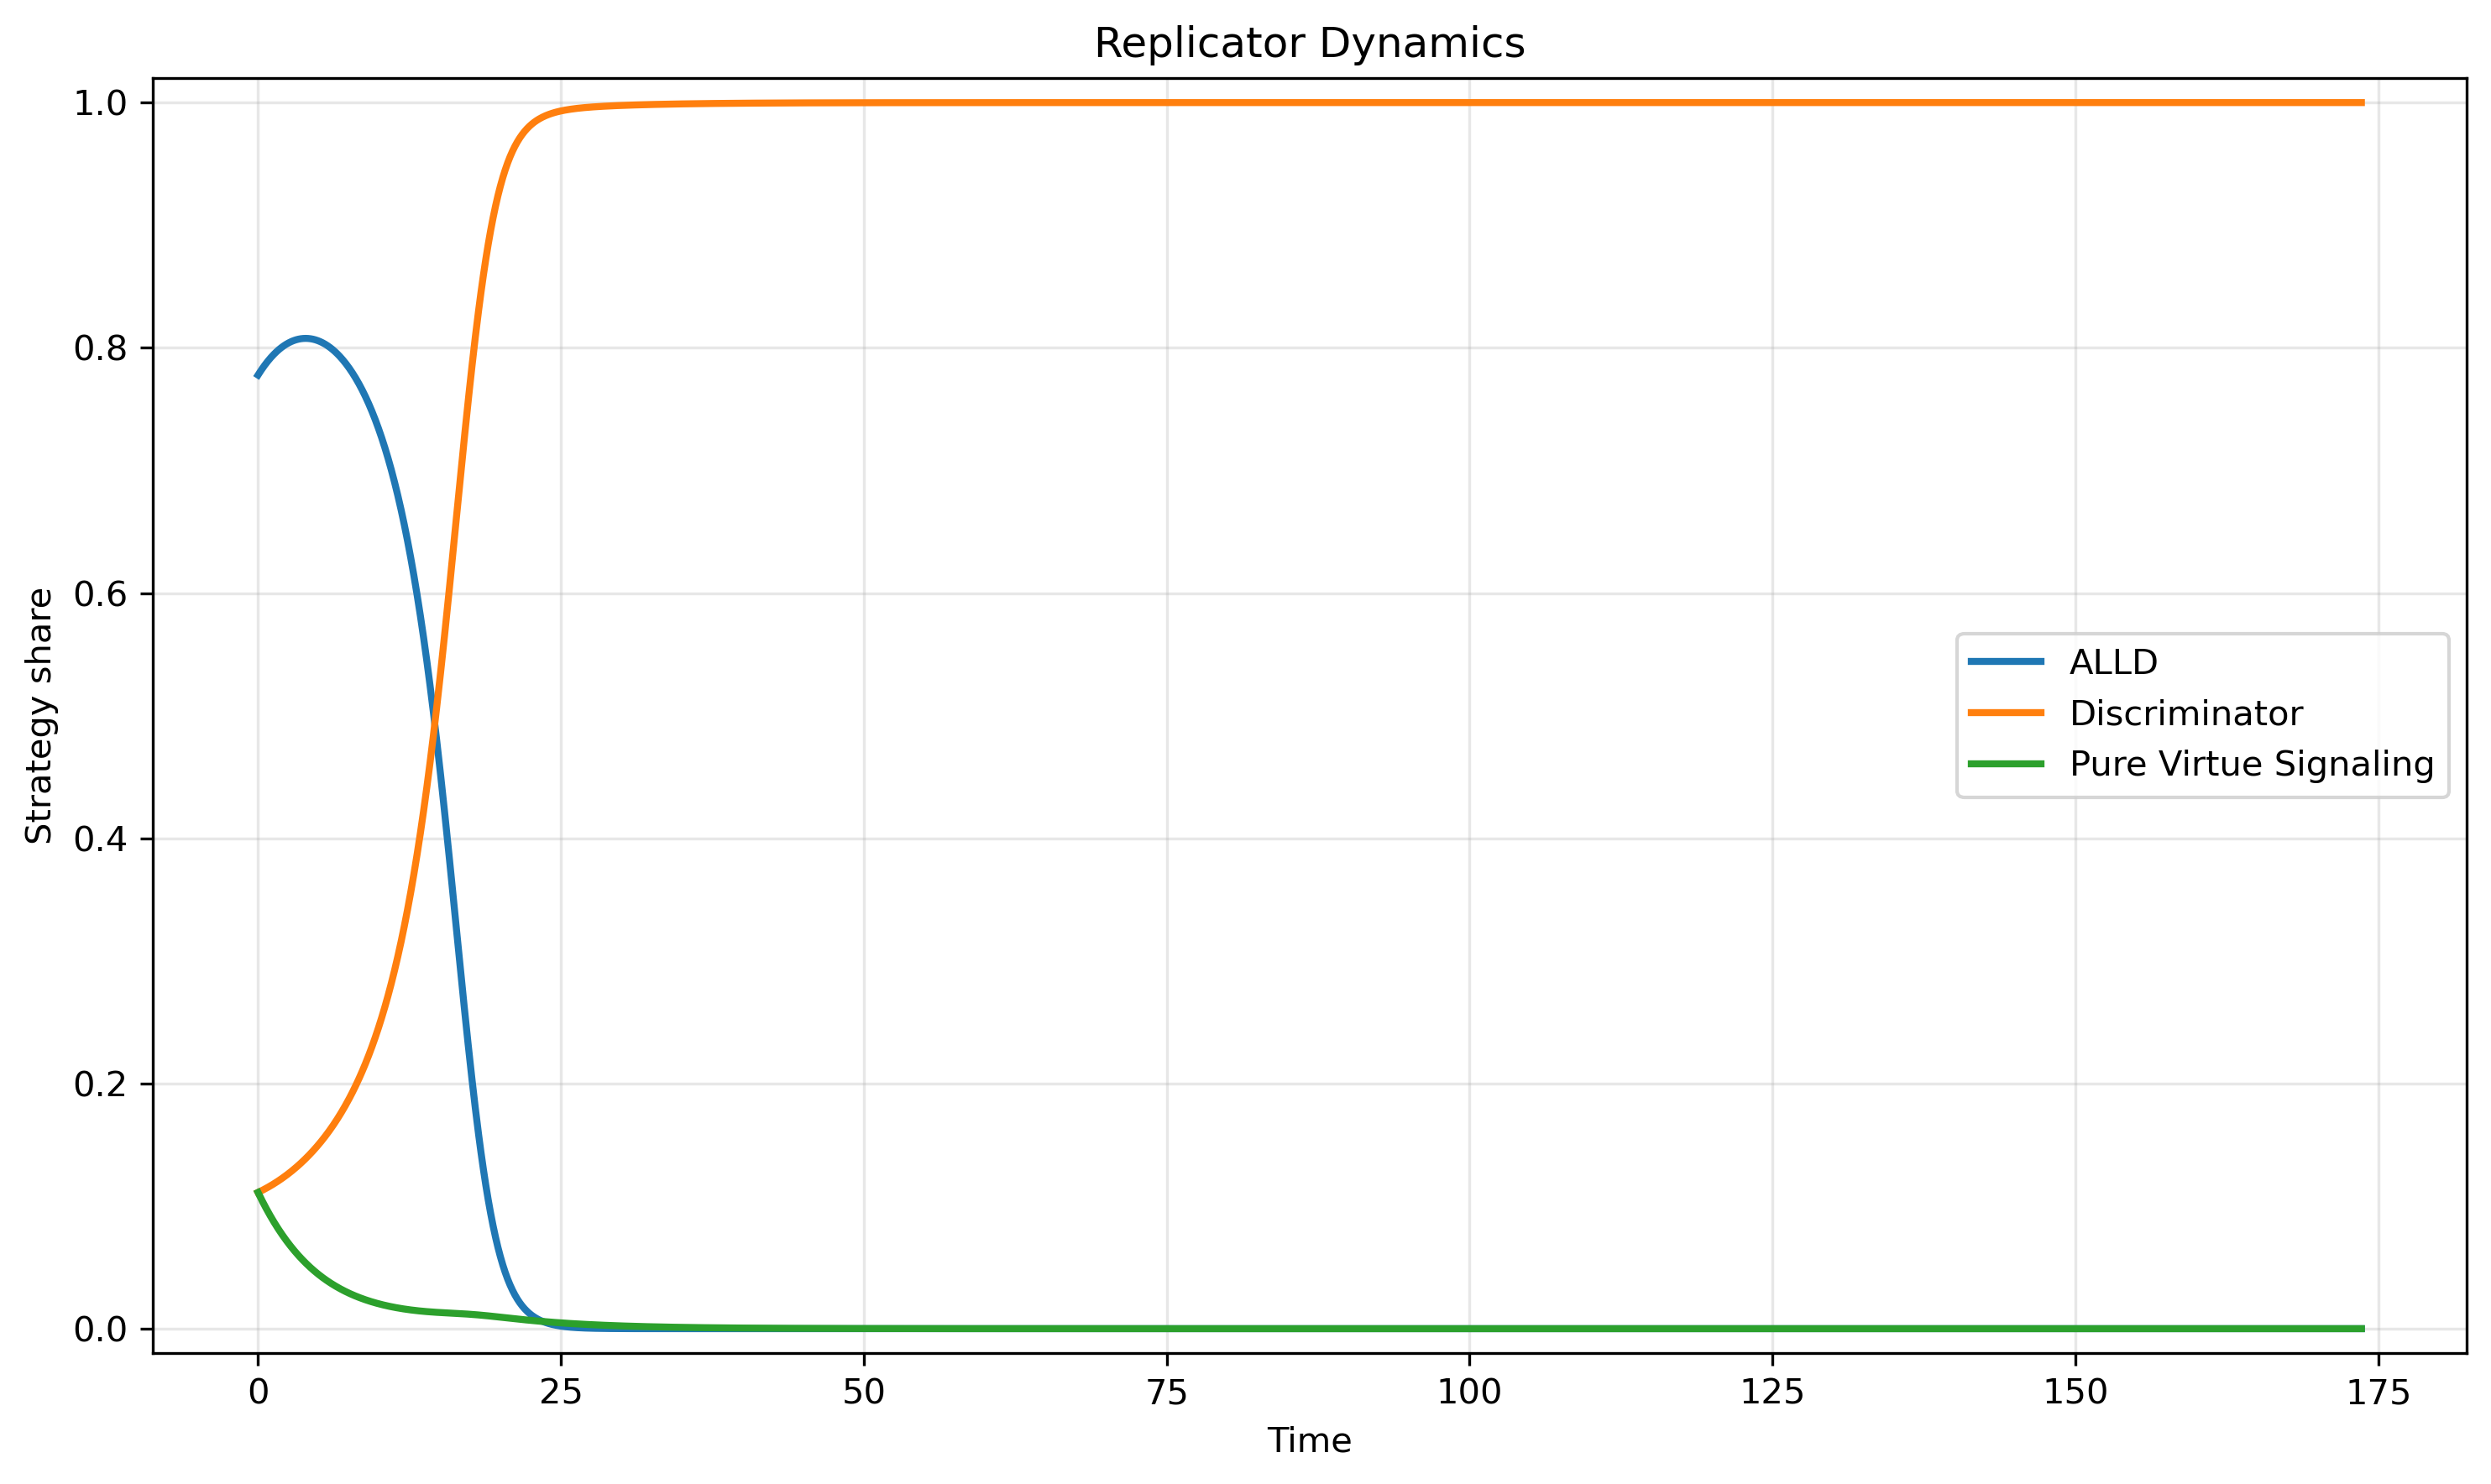 Replicator Dynamics
1.0
0.8
0.6
0.4
0.2
0.0
Strategy share
ALLD
Discriminator
Pure Virtue Signaling
0 25 50 75 100 125 150 175
Time